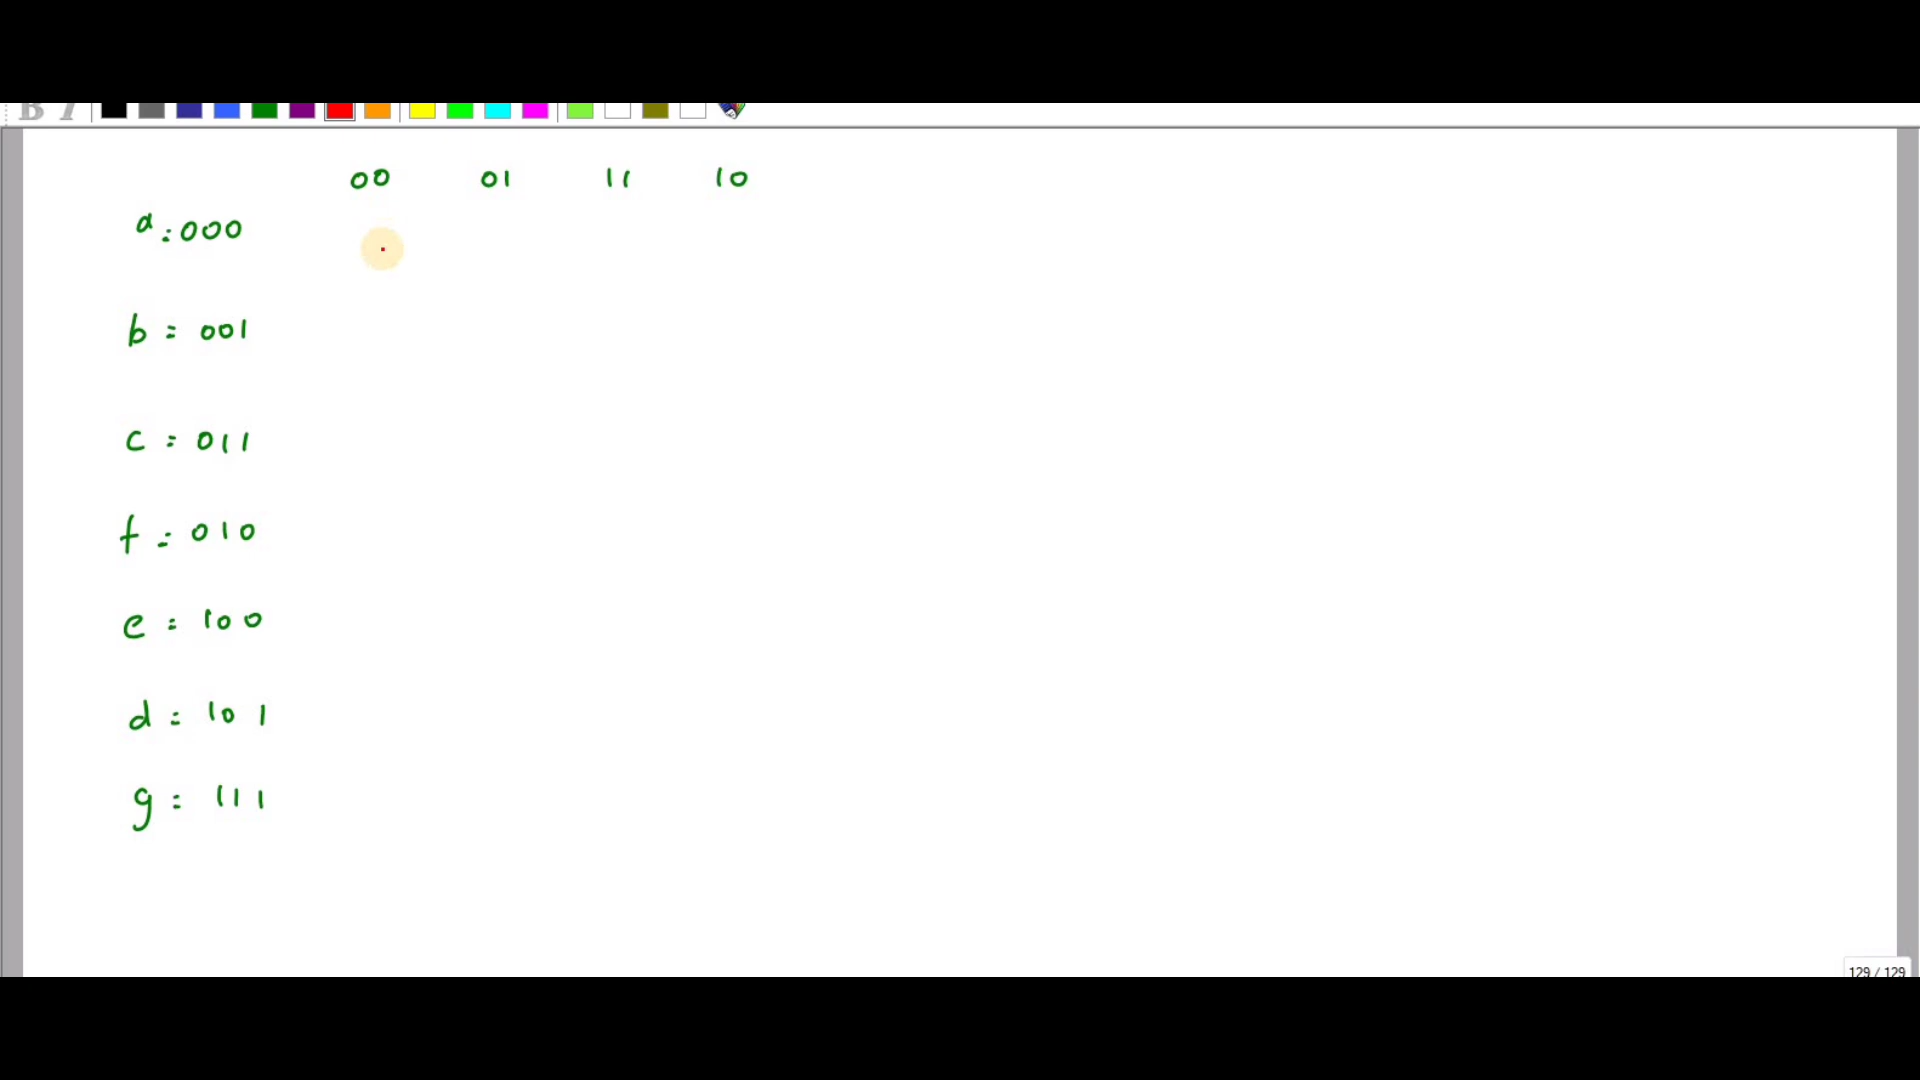 B I
00 01 11 10
a = 000
b = 001
c = 011
f = 010
e = 100
d = 101
g = 111
129 / 129